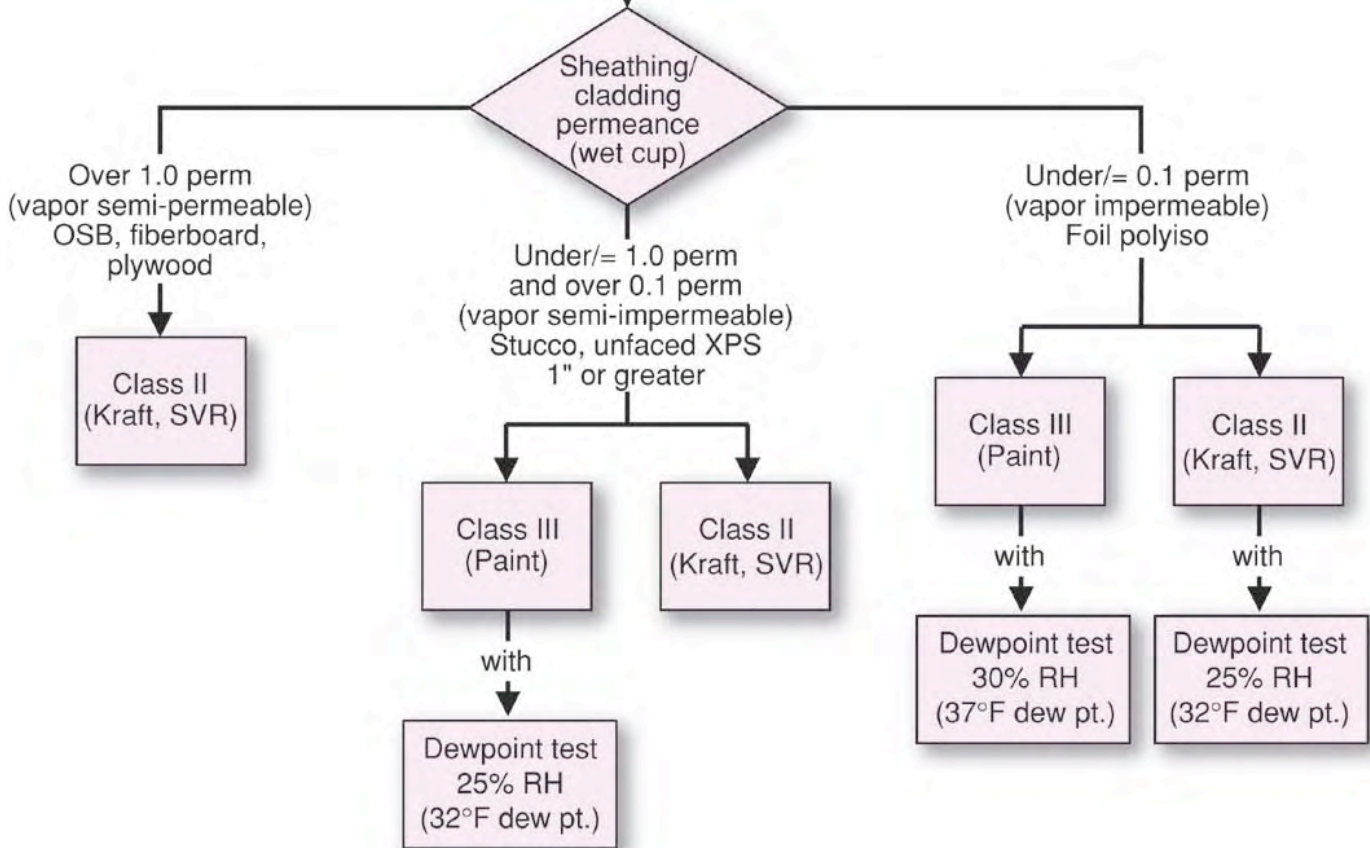 Sheathing/
cladding
permeance
(wet cup)
Over 1.0 perm
(vapor semi-permeable)
OSB, fiberboard,
plywood
Class II
(Kraft, SVR)
Under/= 1.0 perm
and over 0.1 perm
(vapor semi-impermeable)
Stucco, unfaced XPS
1" or greater
Class III
(Paint)
with
Dewpoint test
25% RH
(32°F dew pt.)
Class II
(Kraft, SVR)
Under/= 0.1 perm
(vapor impermeable)
Foil polyiso
Class III
(Paint)
with
Dewpoint test
30% RH
(37°F dew pt.)
Class II
(Kraft, SVR)
with
Dewpoint test
25% RH
(32°F dew pt.)